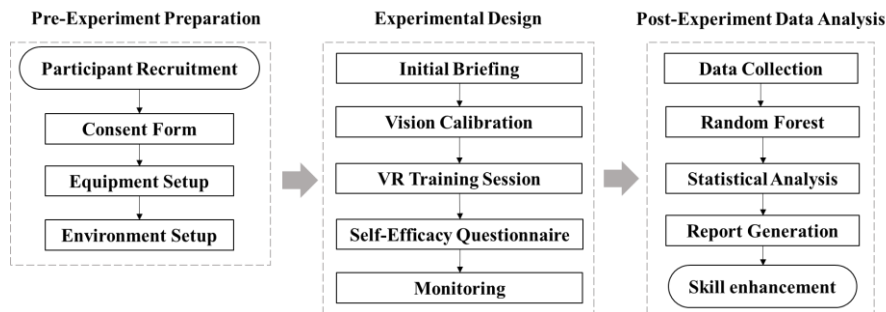 Pre-Experiment Preparation
Participant Recruitment
Consent Form
Equipment Setup
Environment Setup
Experimental Design
Initial Briefing
Vision Calibration
VR Training Session
Self-Efficacy Questionnaire
Monitoring
Post-Experiment Data Analysis
Data Collection
Random Forest
Statistical Analysis
Report Generation
Skill enhancement